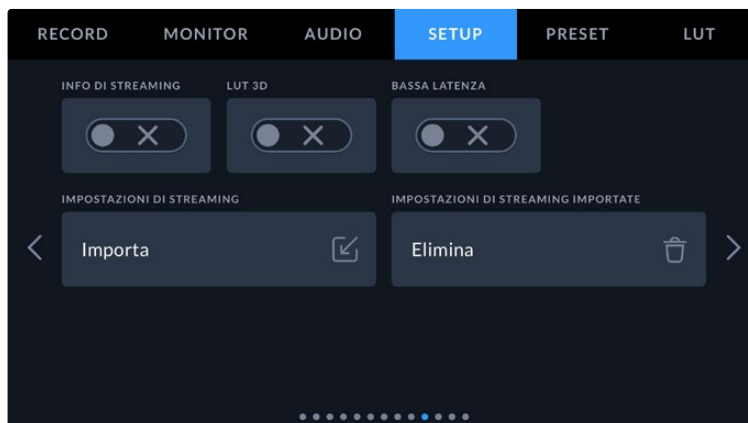 RECORD MONITOR AUDIO SETUP PRESET LUT
INFO DI STREAMING LUT 3D BASSA LATENZA
IMPOSTAZIONI DI STREAMING IMPOSTAZIONI DI STREAMING IMPORTATE
Importa Elimina